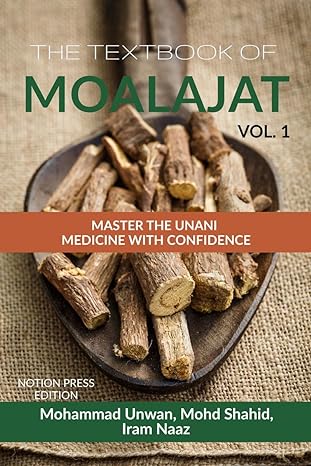 THE TEXTBOOK OF
MOALAJAT
VOL. 1
MASTER THE UNANI
MEDICINE WITH CONFIDENCE
NOTION PRESS
EDITION
Mohammad Unwan, Mohd Shahid,
Iram Naaz